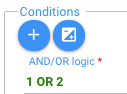 Conditions
AND/OR logic *
1 OR 2